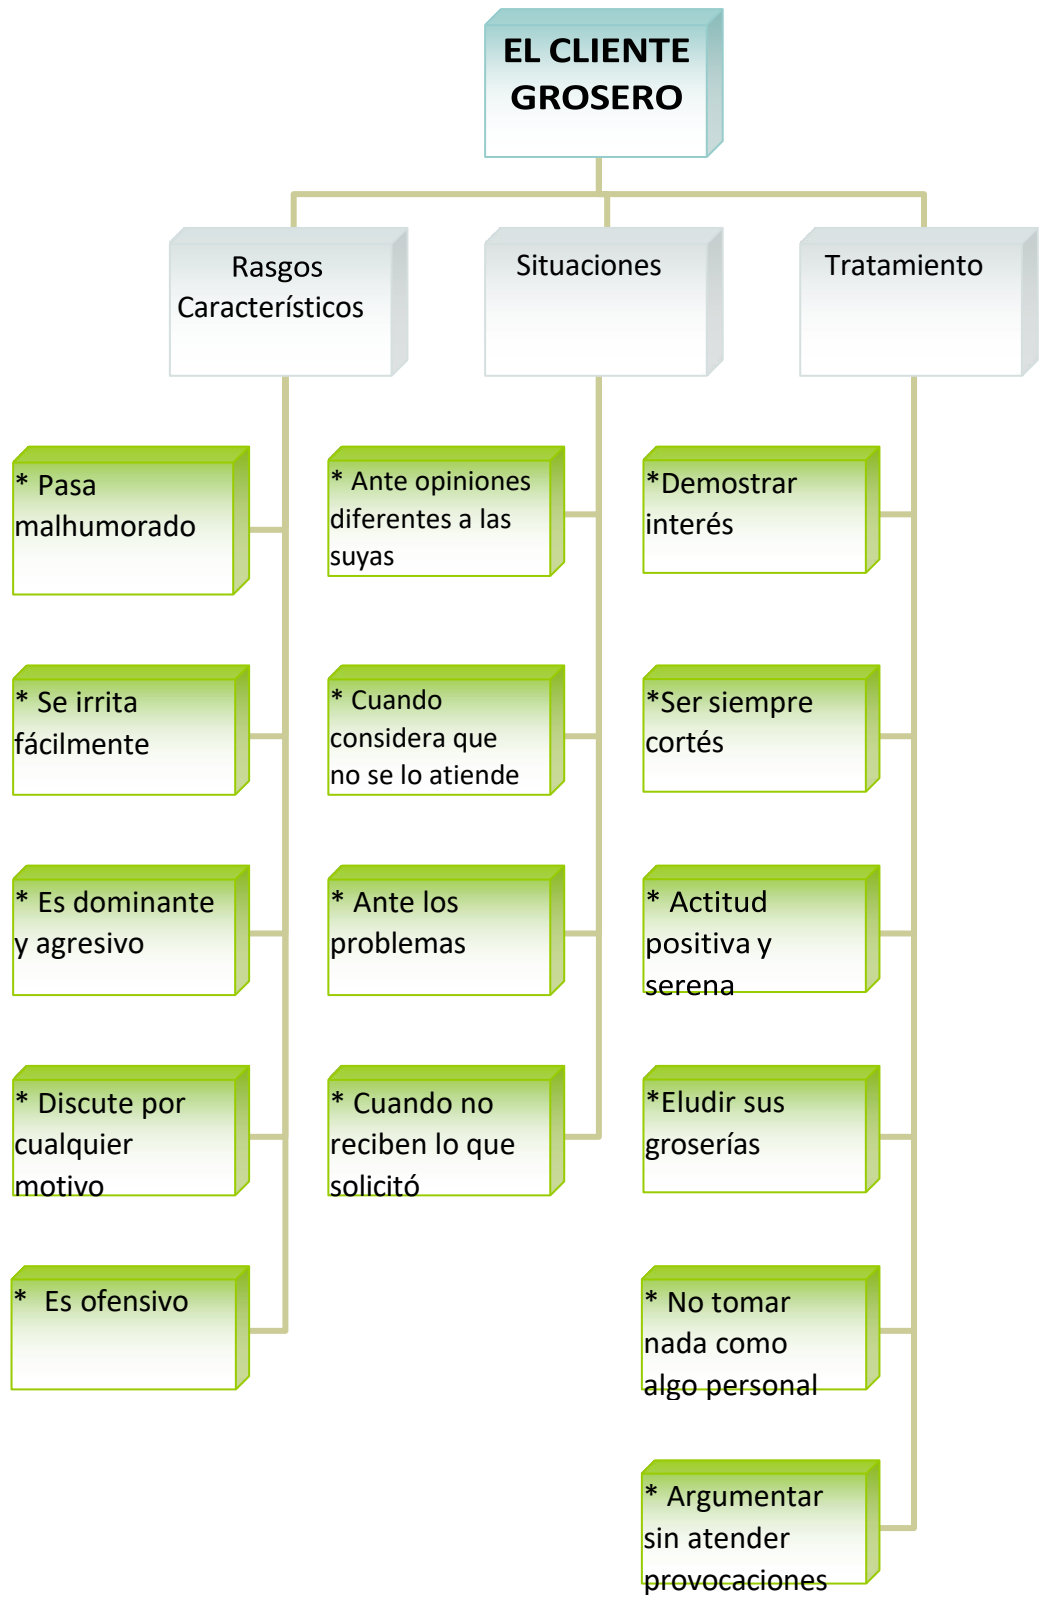 EL CLIENTE
GROSERO
Rasgos
Característicos
* Pasa
malhumorado
* Se irrita
fácilmente
* Es dominante
y agresivo
* Discute por
cualquier
motivo
* Es ofensivo
Situaciones
* Ante opiniones
diferentes a las
suyas
* Cuando
considera que
no se lo atiende
* Ante los
problemas
* Cuando no
reciben lo que
solicitó
Tratamiento
*Demostrar
interés
*Ser siempre
cortés
* Actitud
positiva y
serena
*Eludir sus
groserías
* No tomar
nada como
algo personal
* Argumentar
sin atender
provocaciones